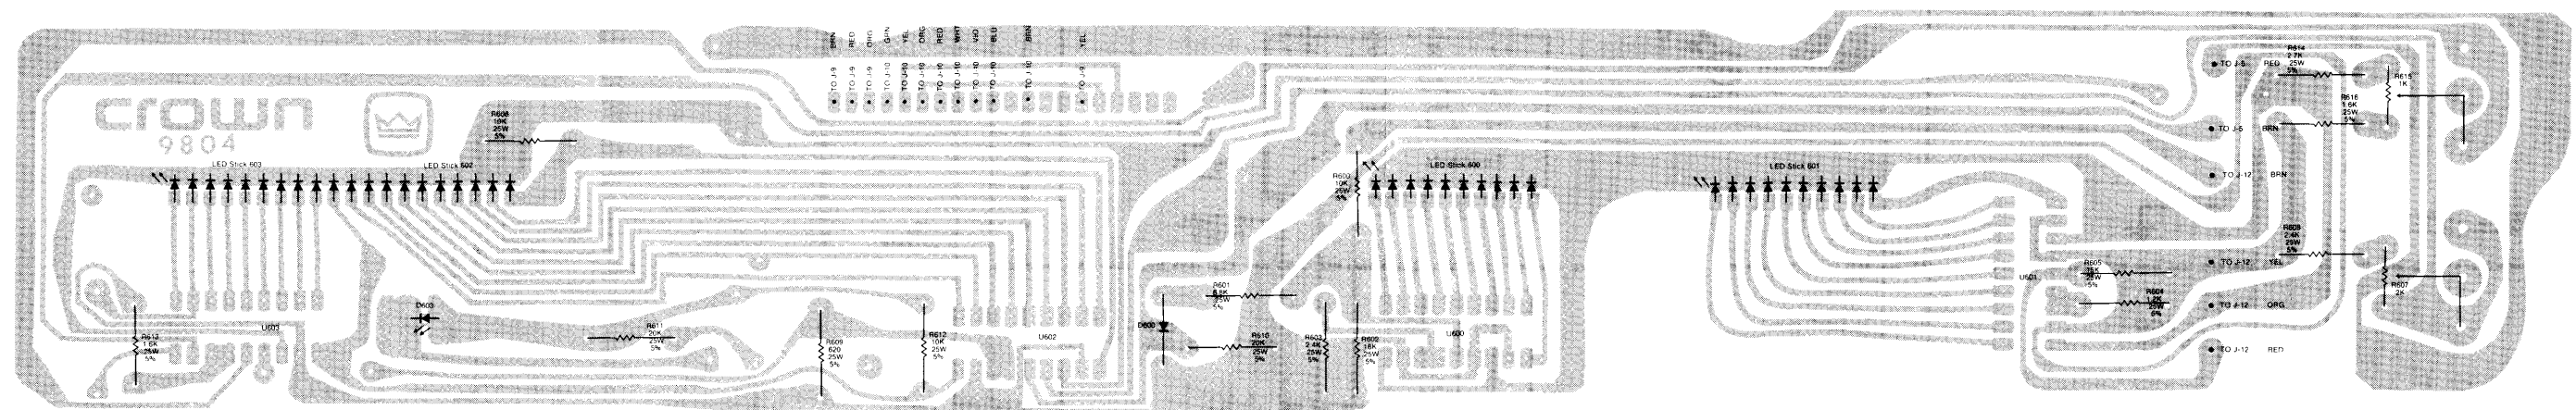 crown
9804
LED Stick 603
LED Stick 602
R608
10K
25W
5%
BRN
RED
ORG
GRN
YEL
ORG
RED
WHT
VIO
BLU
BRN
YEL
TO J-9
TO J-9
TO J-9
TO J-10
TO J-10
TO J-10
TO J-10
TO J-10
TO J-10
TO J-10
TO J-10
TO J-9
R613
1.6K
.25W
5%
U603
D603
R611
20K
25W
5%
R609
620
25W
5%
R612
10K
25W
5%
U602
D600
R601
25W
5%
R610
20K
25W
5%
R603
2.4K
25W
5%
R602
18K
25W
5%
10K
25W
5%
LED Stick 600
U600
LED Stick 601
U601
R605
5%
R604
25W
5%
TO J-5 RED
TO J-5 BRN
TO J-12 BRN
TO J-12 YEL
TO J-12 ORG
TO J-12 RED
R614
2.7K
25W
5%
R615
1K
R616
1.6K
25W
5%
2.4K
25W
5%
R607
2K